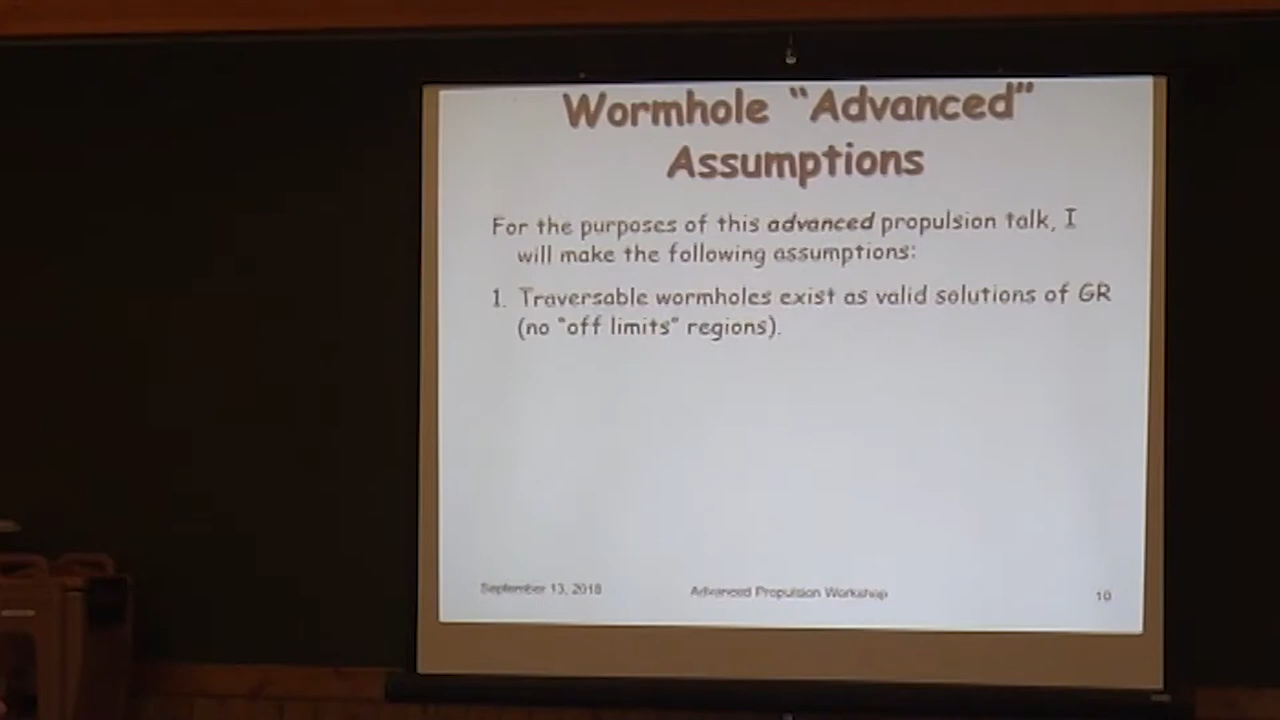 Wormhole “Advanced”
Assumptions
For the purposes of this advanced propulsion talk, I
will make the following assumptions:
1. Traversable wormholes exist as valid solutions of GR
(no “off limits” regions).
September 13, 2018
Advanced Propulsion Workshop
10